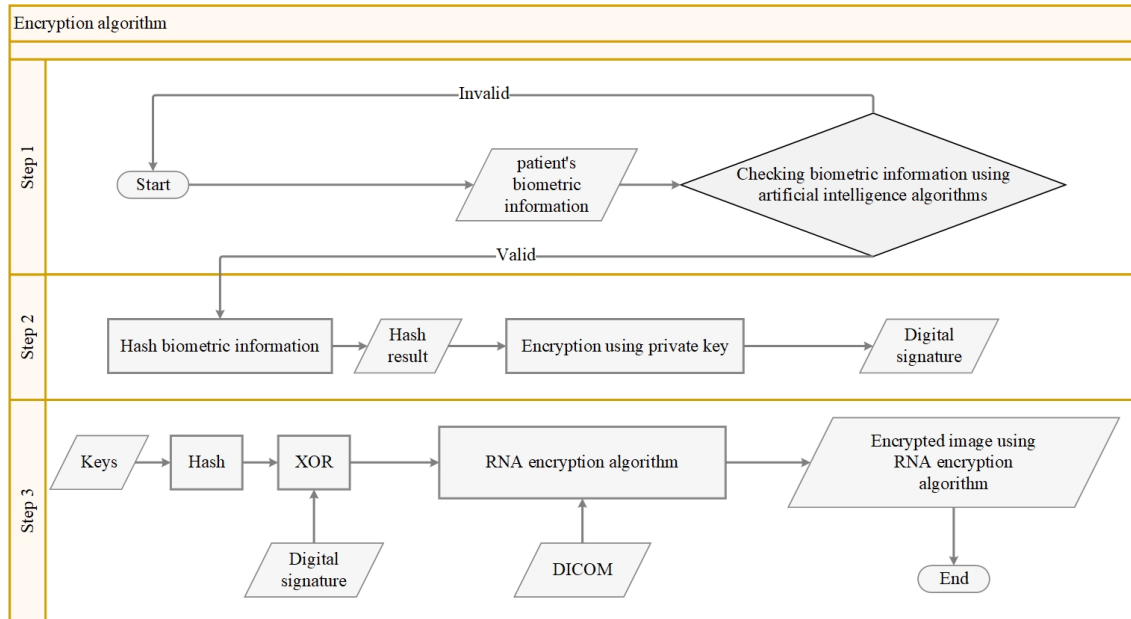 Encryption algorithm
Step 1
Invalid
Start
patient's
biometric
information
Checking biometric information using
artificial intelligence algorithms
Valid
Step 2
Hash biometric information
Hash
result
Encryption using private key
Digital
signature
Step 3
Keys
Hash
XOR
RNA encryption algorithm
Encrypted image using
RNA encryption
algorithm
Digital
signature
DICOM
End